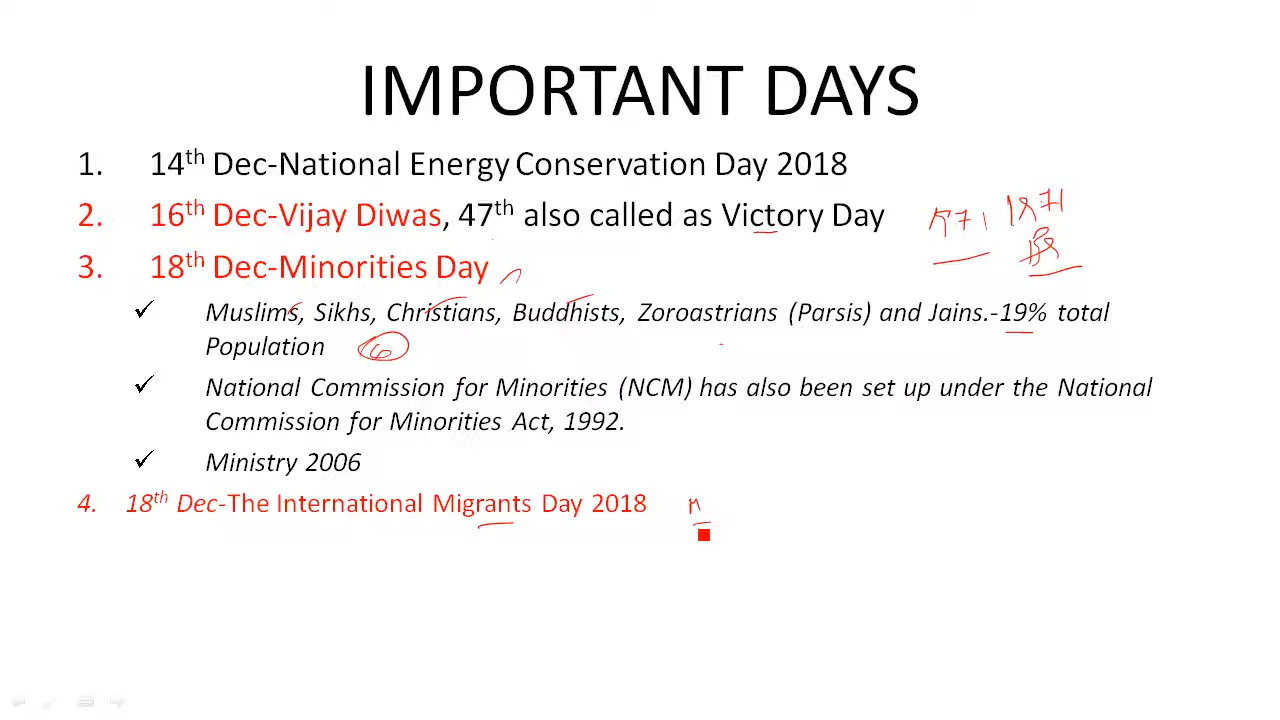 IMPORTANT DAYS
1. 14th Dec-National Energy Conservation Day 2018
2. 16th Dec-Vijay Diwas, 47th also called as Victory Day
3. 18th Dec-Minorities Day
✓ Muslims, Sikhs, Christians, Buddhists, Zoroastrians (Parsis) and Jains.-19% total
Population 6
✓ National Commission for Minorities (NCM) has also been set up under the National
Commission for Minorities Act, 1992.
✓ Ministry 2006
4. 18th Dec-The International Migrants Day 2018